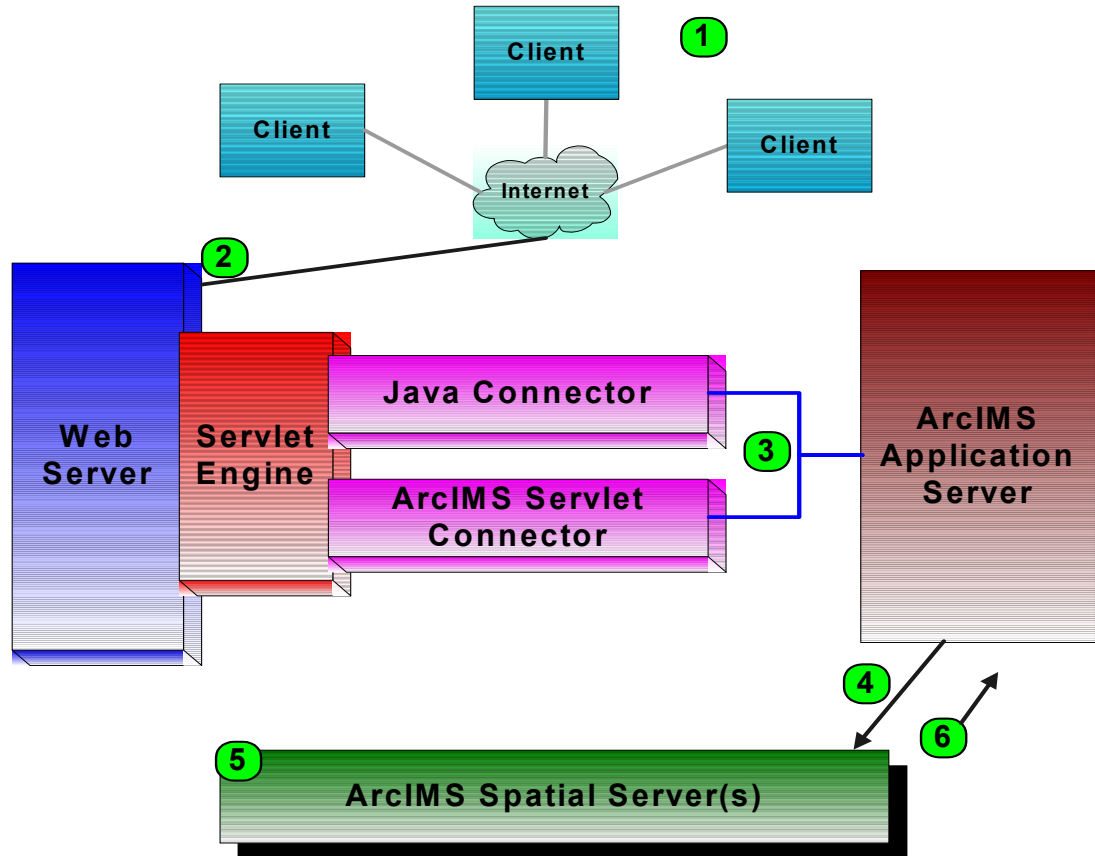 1
Client
Client
Client
Internet
2
Web
Server
Servlet
Engine
Java Connector
ArcIMS Servlet
Connector
3
ArcIMS
Application
Server
4
6
5
ArcIMS Spatial Server(s)